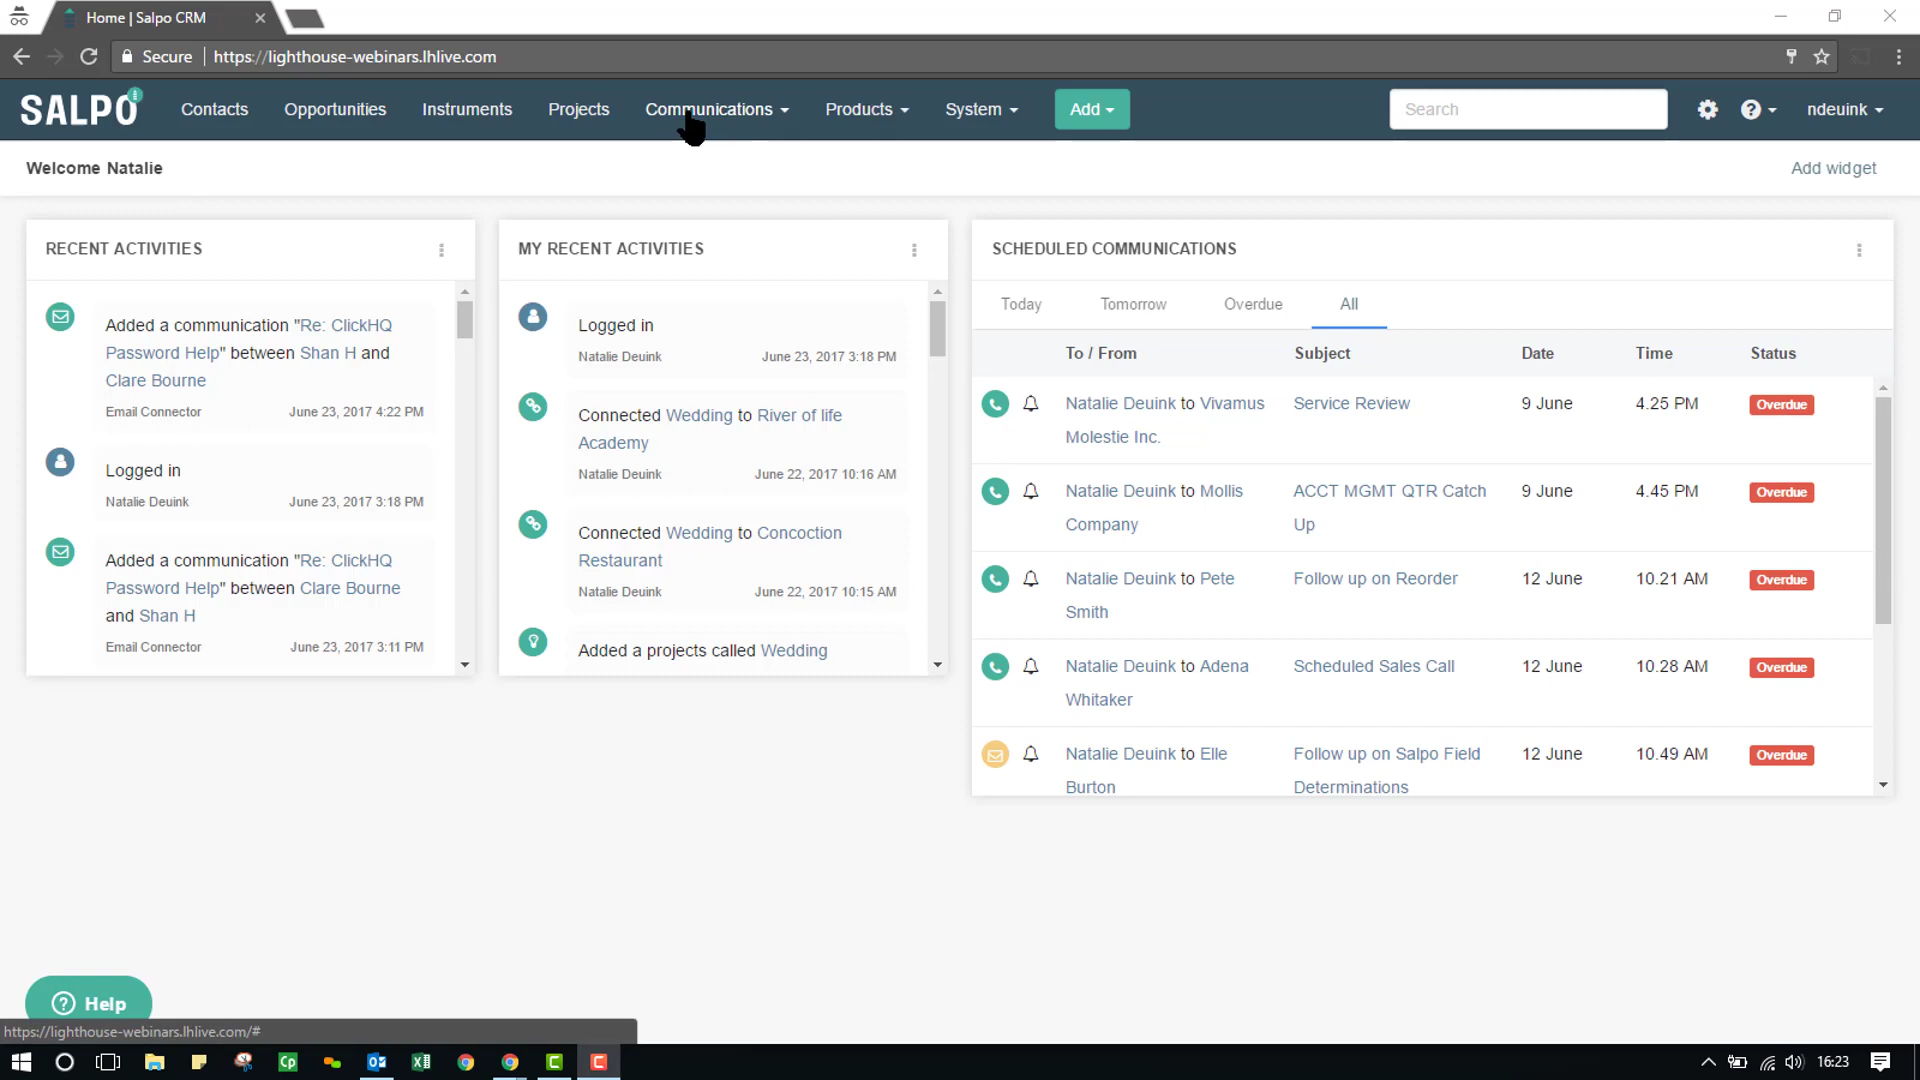 Home | Salpo CRM
Secure
https://lighthouse-webinars.lhlive.com
SALPO
Contacts
Opportunities
Instruments
Projects
Communications
Products
System
Add
Search
ndeuink
Welcome Natalie
Add widget
RECENT ACTIVITIES
Added a communication "Re: ClickHQ
Password Help" between Shan H and
Clare Bourne
Email Connector June 23, 2017 4:22 PM
Logged in
Natalie Deuink June 23, 2017 3:18 PM
Added a communication "Re: ClickHQ
Password Help" between Clare Bourne
and Shan H
Email Connector June 23, 2017 3:11 PM
MY RECENT ACTIVITIES
Logged in
Natalie Deuink June 23, 2017 3:18 PM
Connected Wedding to River of life
Academy
Natalie Deuink June 22, 2017 10:16 AM
Connected Wedding to Concoction
Restaurant
Natalie Deuink June 22, 2017 10:15 AM
Added a projects called Wedding
SCHEDULED COMMUNICATIONS
Today Tomorrow Overdue All
To / From Subject Date Time Status
Natalie Deuink to Vivamus Service Review 9 June 4.25 PM Overdue
Molestie Inc.
Natalie Deuink to Mollis ACCT MGMT QTR Catch 9 June 4.45 PM Overdue
Company Up
Natalie Deuink to Pete Follow up on Reorder 12 June 10.21 AM Overdue
Smith
Natalie Deuink to Adena Scheduled Sales Call 12 June 10.28 AM Overdue
Whitaker
Natalie Deuink to Elle Follow up on Salpo Field 12 June 10.49 AM Overdue
Burton Determinations
Help
https://lighthouse-webinars.lhlive.com/#
16:23